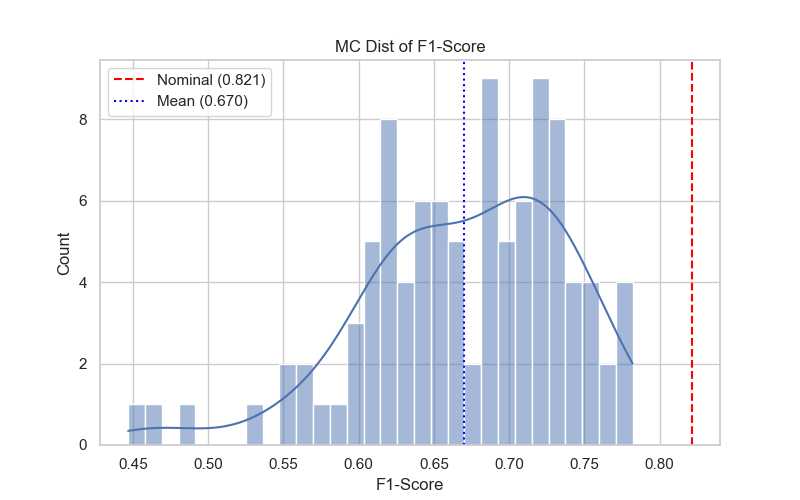 MC Dist of F1-Score
Nominal (0.821)
Mean (0.670)
8
6
4
2
0
Count
0.45 0.50 0.55 0.60 0.65 0.70 0.75 0.80
F1-Score